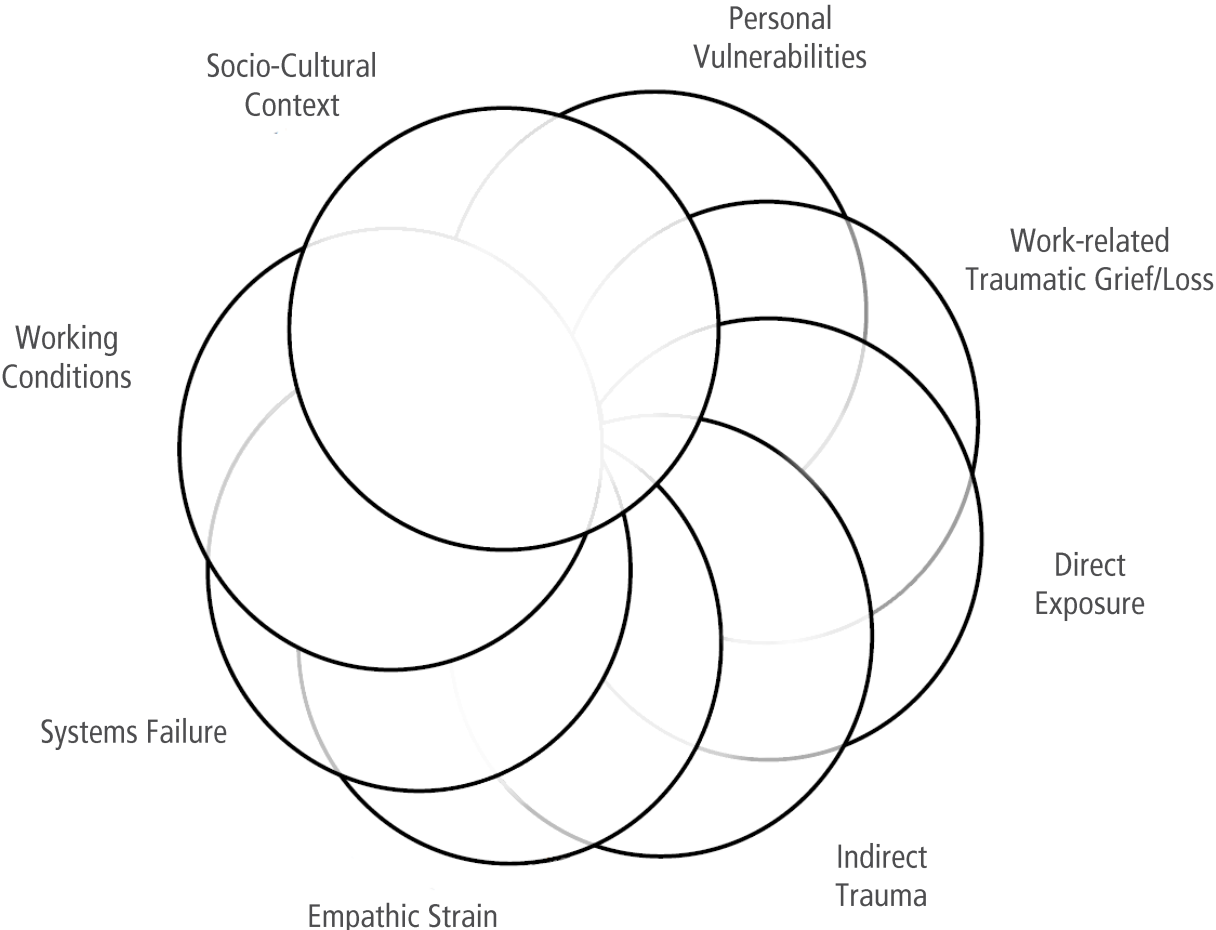 Personal
Vulnerabilities
Socio-Cultural
Context
Work-related
Traumatic Grief/Loss
Working
Conditions
Direct
Exposure
Systems Failure
Indirect
Trauma
Empathic Strain